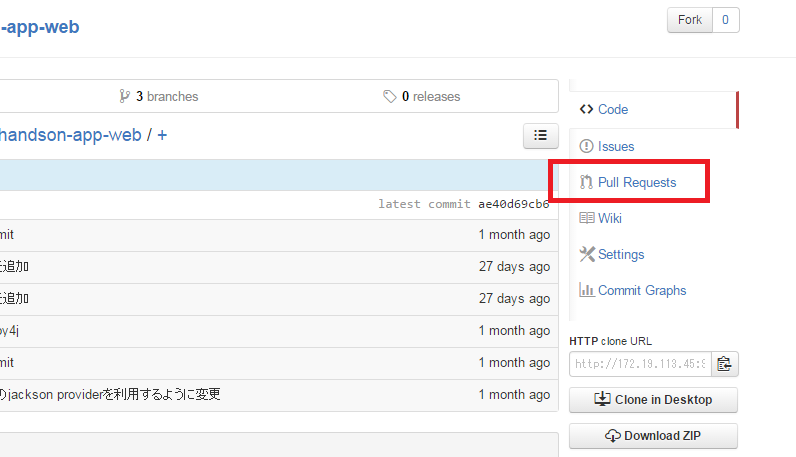 -app-web
Fork 0
3 branches
0 releases
handson-app-web / +
latest commit ae40d69cb6
mit
1 month ago
を追加
27 days ago
を追加
27 days ago
oy4j
1 month ago
mit
1 month ago
のjackson providerを利用するように変更
1 month ago
Code
Issues
Pull Requests
Wiki
Settings
Commit Graphs
HTTP clone URL
http://172.19.113.45:9
Clone in Desktop
Download ZIP